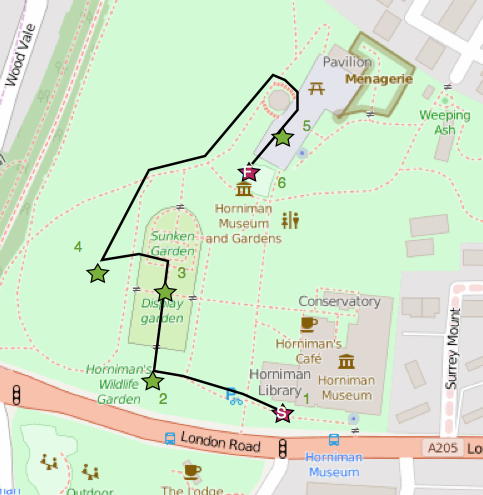 Wood Vale
Pavilion
Menagerie
Weeping
Ash
5
F
6
Horniman
Museum
and Gardens
Sunken
Garden
4
3
Display
garden
Conservatory
Horniman's
Café
Horniman
Museum
Surrey Mount
Horniman's
Wildlife
Garden
2
Horniman
Library
1
S
London Road
A205
Lo
Horniman
Museum
Outdoor
The Lodge